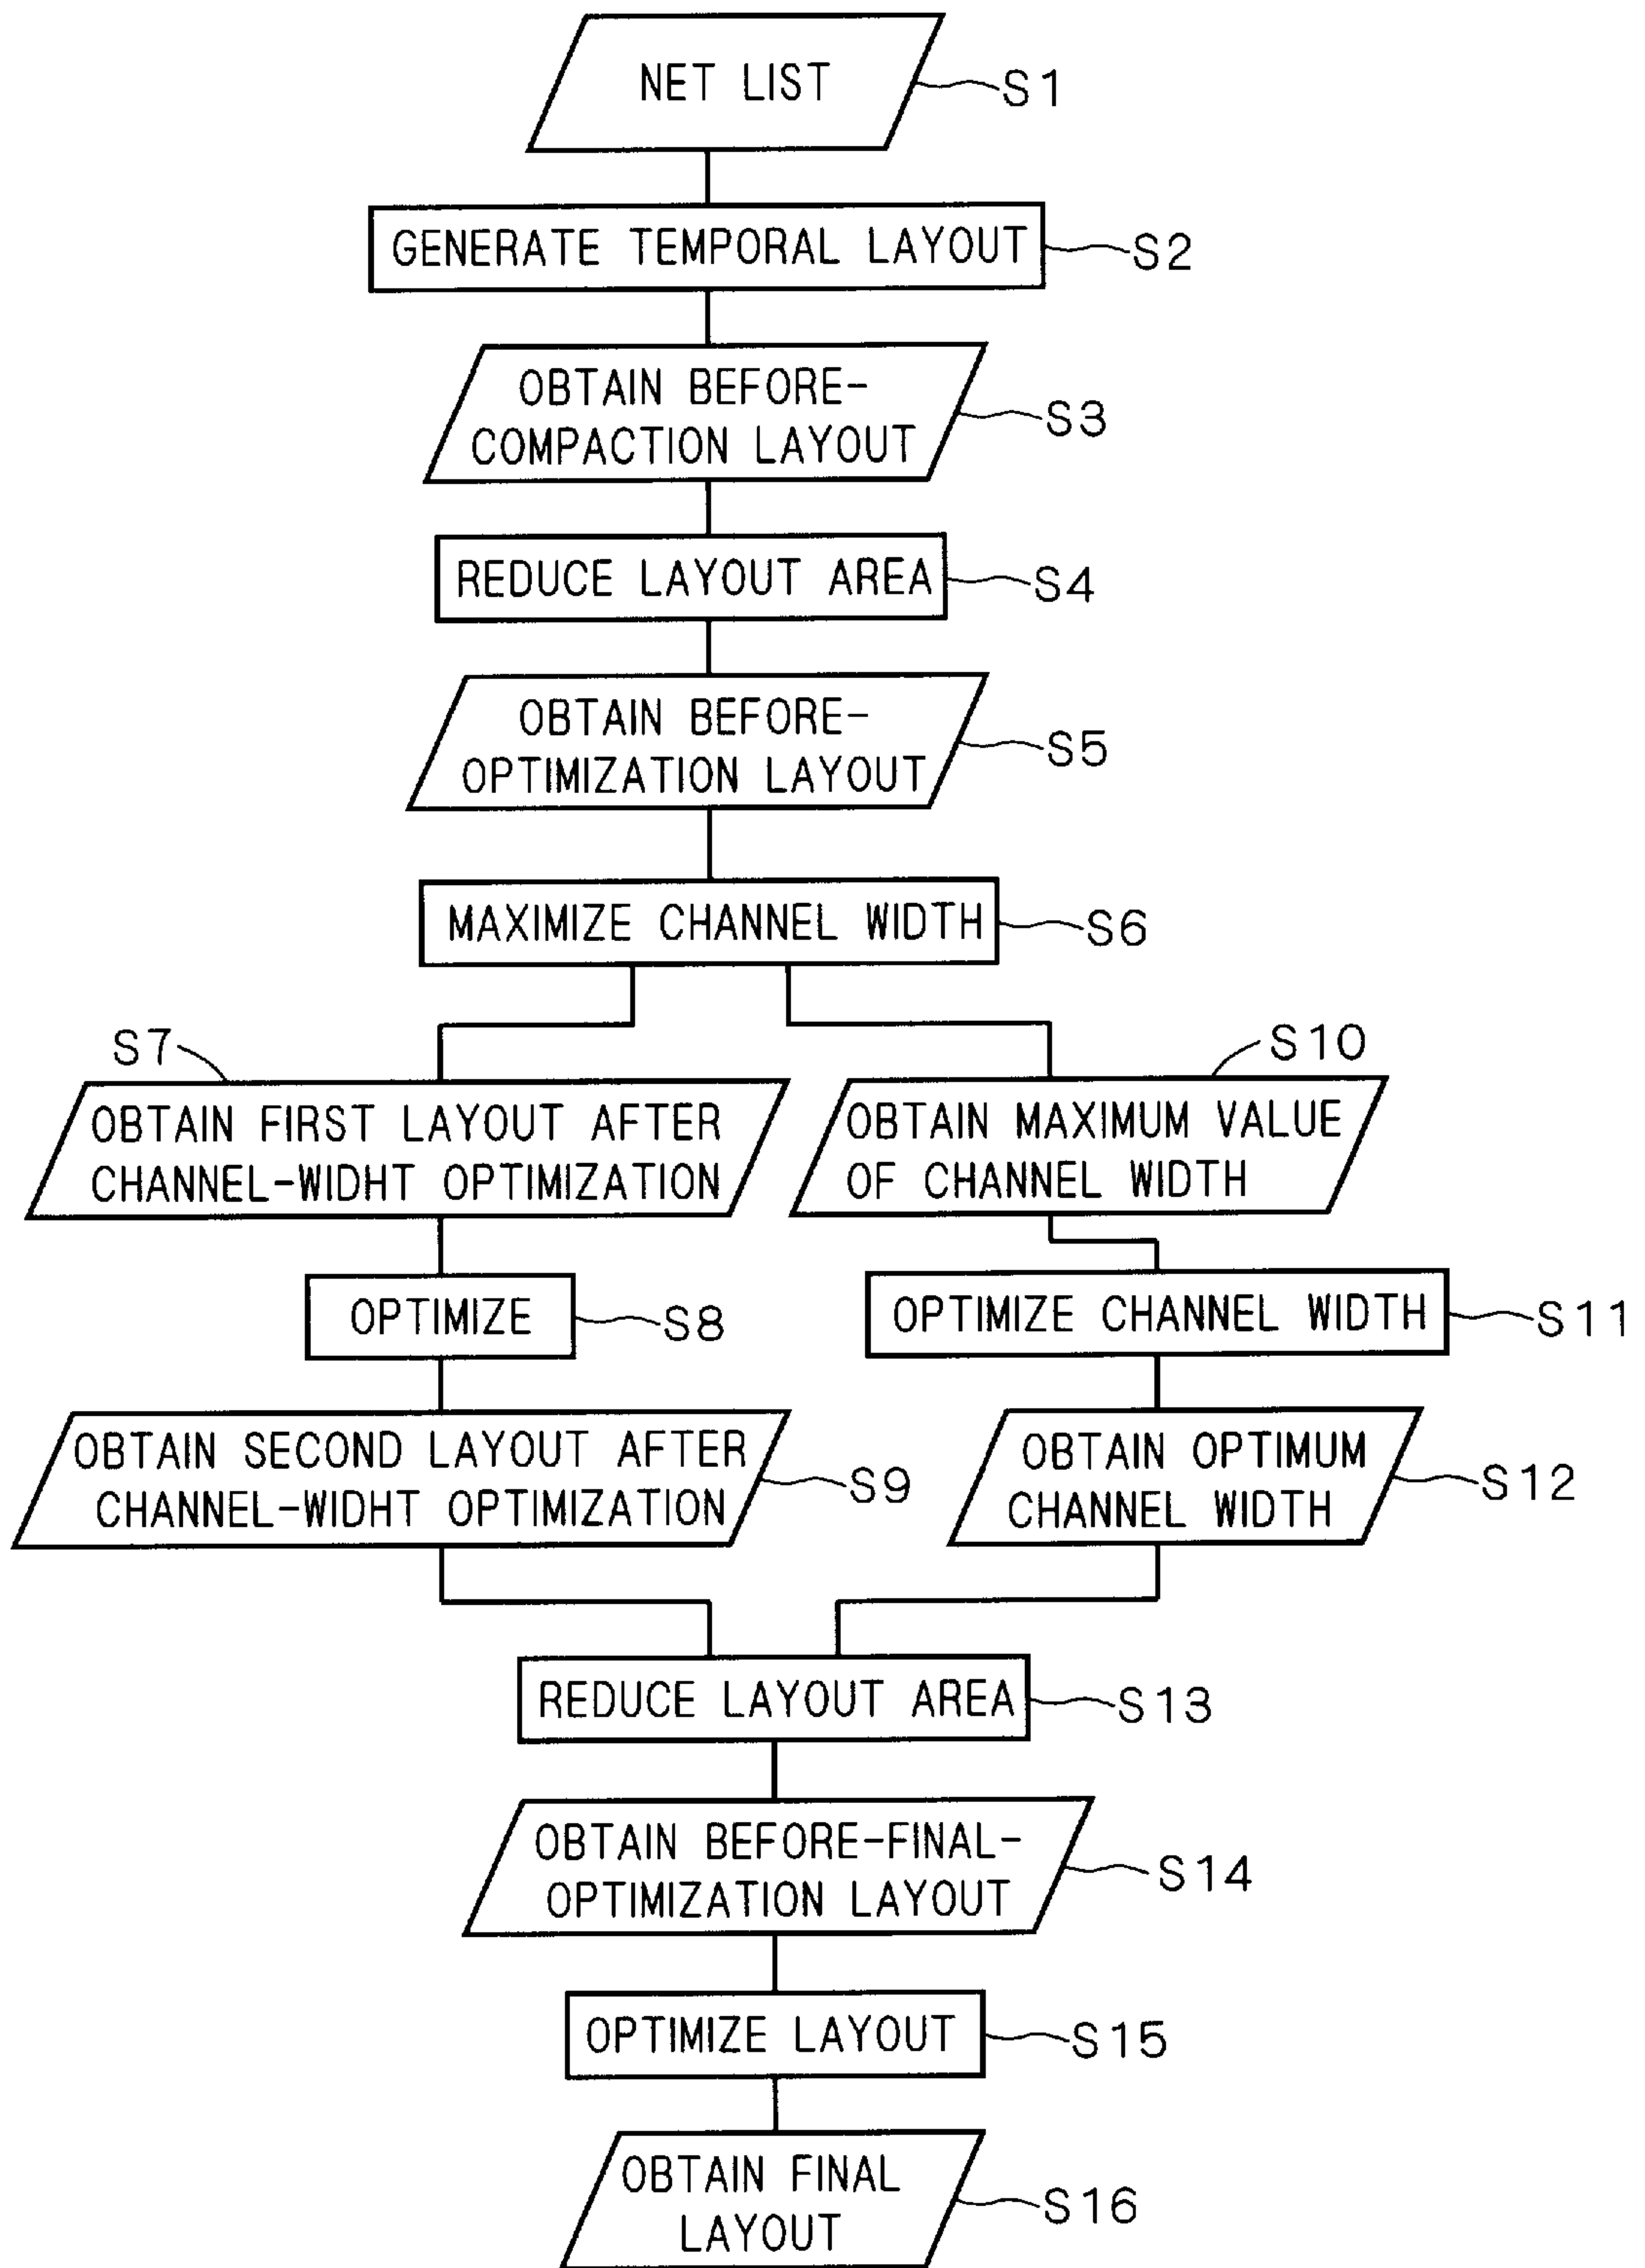 NET LIST
S1
GENERATE TEMPORAL LAYOUT
S2
OBTAIN BEFORE-
COMPACTION LAYOUT
S3
REDUCE LAYOUT AREA
S4
OBTAIN BEFORE-
OPTIMIZATION LAYOUT
S5
MAXIMIZE CHANNEL WIDTH
S6
S7
OBTAIN FIRST LAYOUT AFTER
CHANNEL-WIDHT OPTIMIZATION
S10
OBTAIN MAXIMUM VALUE
OF CHANNEL WIDTH
OPTIMIZE
S8
OPTIMIZE CHANNEL WIDTH
S11
OBTAIN SECOND LAYOUT AFTER
CHANNEL-WIDHT OPTIMIZATION
S9
OBTAIN OPTIMUM
CHANNEL WIDTH
S12
REDUCE LAYOUT AREA
S13
OBTAIN BEFORE-FINAL-
OPTIMIZATION LAYOUT
S14
OPTIMIZE LAYOUT
S15
OBTAIN FINAL
LAYOUT
S16